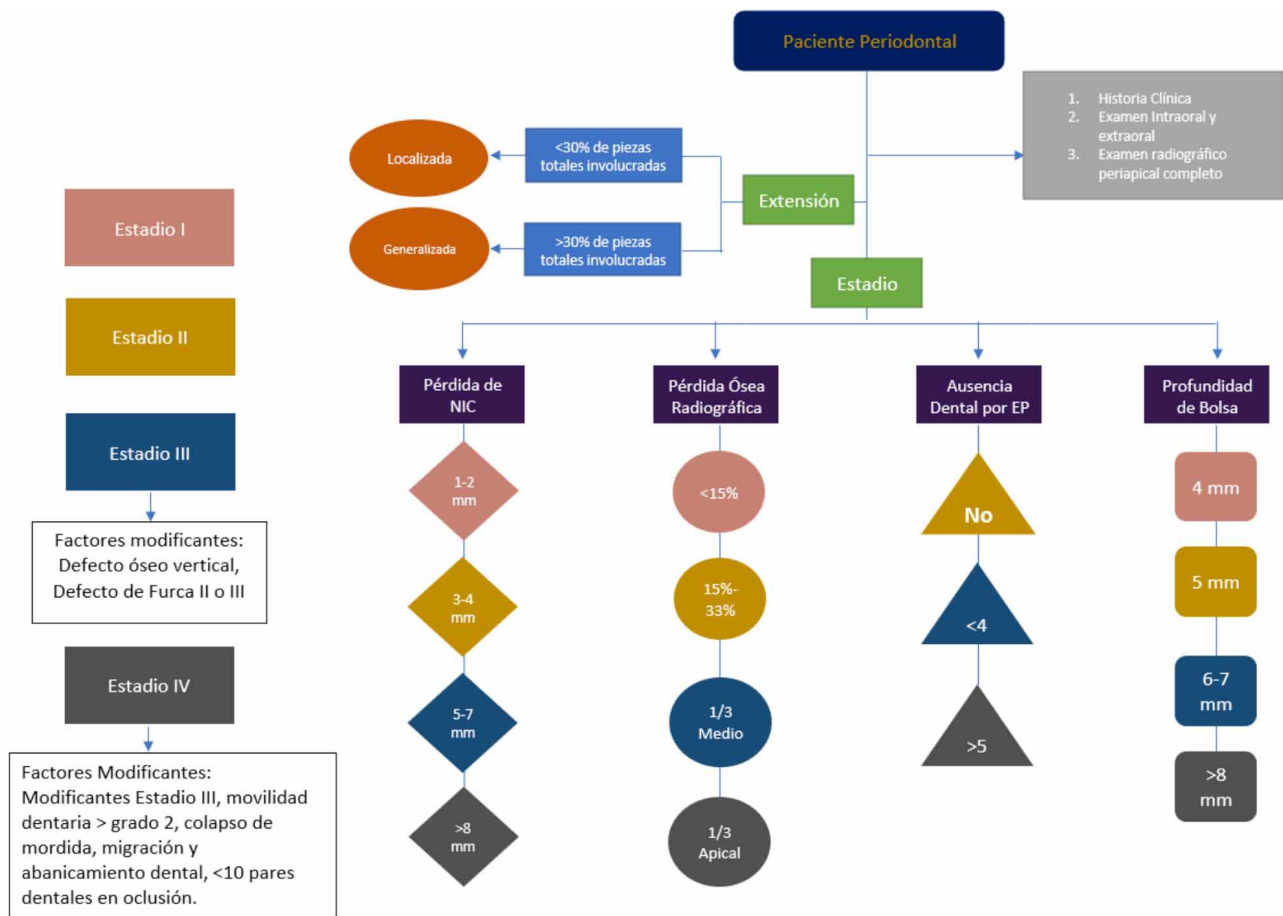 Paciente Periodontal
1. Historia Clínica
2. Examen Intraoral y
extraoral
3. Examen radiográfico
periapical completo
Localizada
<30% de piezas
totales involucradas
Extensión
Generalizada
>30% de piezas
totales involucradas
Estadio
Estadio I
Estadio II
Estadio III
Factores modificantes:
Defecto óseo vertical,
Defecto de Furca II o III
Estadio IV
Factores Modificantes:
Modificantes Estadio III, movilidad
dentaria > grado 2, colapso de
mordida, migración y
abanicamiento dental, <10 pares
dentales en oclusión.
Pérdida de
NIC
1-2
mm
3-4
mm
5-7
mm
>8
mm
Pérdida Ósea
Radiográfica
<15%
15%-
33%
1/3
Medio
1/3
Apical
Ausencia
Dental por EP
No
<4
>5
Profundidad
de Bolsa
4 mm
5 mm
6-7
mm
>8
mm